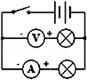 - V +
- A +